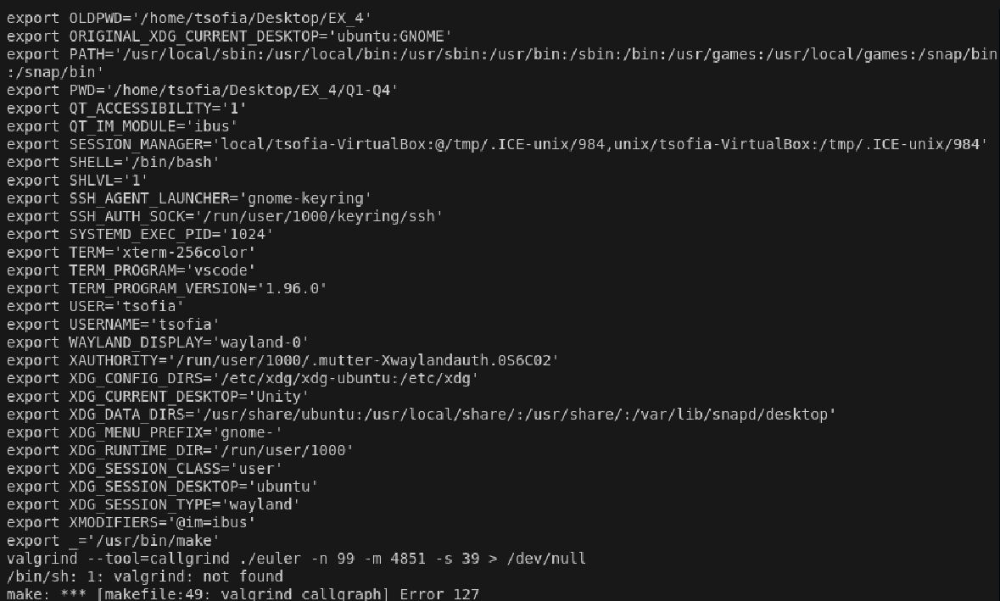 export OLDPWD='/home/tsofia/Desktop/EX_4'
export ORIGINAL_XDG_CURRENT_DESKTOP='ubuntu:GNOME'
export PATH='/usr/local/sbin:/usr/local/bin:/usr/sbin:/usr/bin:/sbin:/bin:/usr/games:/usr/local/games:/snap/bin
:/snap/bin'
export PWD='/home/tsofia/Desktop/EX_4/Q1-Q4'
export QT_ACCESSIBILITY='1'
export QT_IM_MODULE='ibus'
export SESSION_MANAGER='local/tsofia-VirtualBox:@/tmp/.ICE-unix/984,unix/tsofia-VirtualBox:/tmp/.ICE-unix/984'
export SHELL='/bin/bash'
export SHLVL='1'
export SSH_AGENT_LAUNCHER='gnome-keyring'
export SSH_AUTH_SOCK='/run/user/1000/keyring/ssh'
export SYSTEMD_EXEC_PID='1024'
export TERM='xterm-256color'
export TERM_PROGRAM='vscode'
export TERM_PROGRAM_VERSION='1.96.0'
export USER='tsofia'
export USERNAME='tsofia'
export WAYLAND_DISPLAY='wayland-0'
export XAUTHORITY='/run/user/1000/.mutter-Xwaylandauth.0S6C02'
export XDG_CONFIG_DIRS='/etc/xdg/xdg-ubuntu:/etc/xdg'
export XDG_CURRENT_DESKTOP='Unity'
export XDG_DATA_DIRS='/usr/share/ubuntu:/usr/local/share/:/usr/share/:/var/lib/snapd/desktop'
export XDG_MENU_PREFIX='gnome-'
export XDG_RUNTIME_DIR='/run/user/1000'
export XDG_SESSION_CLASS='user'
export XDG_SESSION_DESKTOP='ubuntu'
export XDG_SESSION_TYPE='wayland'
export XMODIFIERS='@im=ibus'
export _='/usr/bin/make'
valgrind --tool=callgrind ./euler -n 99 -m 4851 -s 39 > /dev/null
/bin/sh: 1: valgrind: not found
make: *** [makefile:49: valgrind_callgraph] Error 127